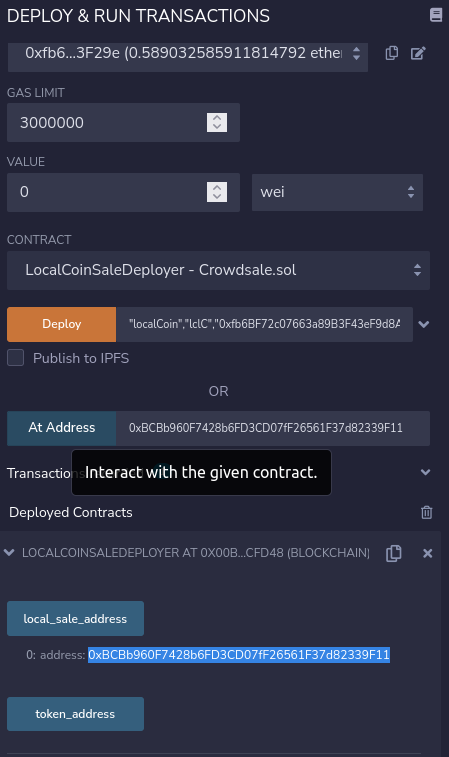 DEPLOY & RUN TRANSACTIONS
0xfb6...3F29e (0.589032585911814792 ethe
GAS LIMIT
3000000
VALUE
0 wei
CONTRACT
LocalCoinSaleDeployer - Crowdsale.sol
Deploy "localCoin","lclC","0xfb6BF72c07663a89B3F43eF9d8A
Publish to IPFS
OR
At Address 0xBCBb960F7428b6FD3CD07fF26561F37d82339F11
Transaction
Interact with the given contract.
Deployed Contracts
LOCALCOINSALEDEPLOYER AT 0X00B...CFD48 (BLOCKCHAIN)
local_sale_address
0: address: 0xBCBb960F7428b6FD3CD07fF26561F37d82339F11
token_address